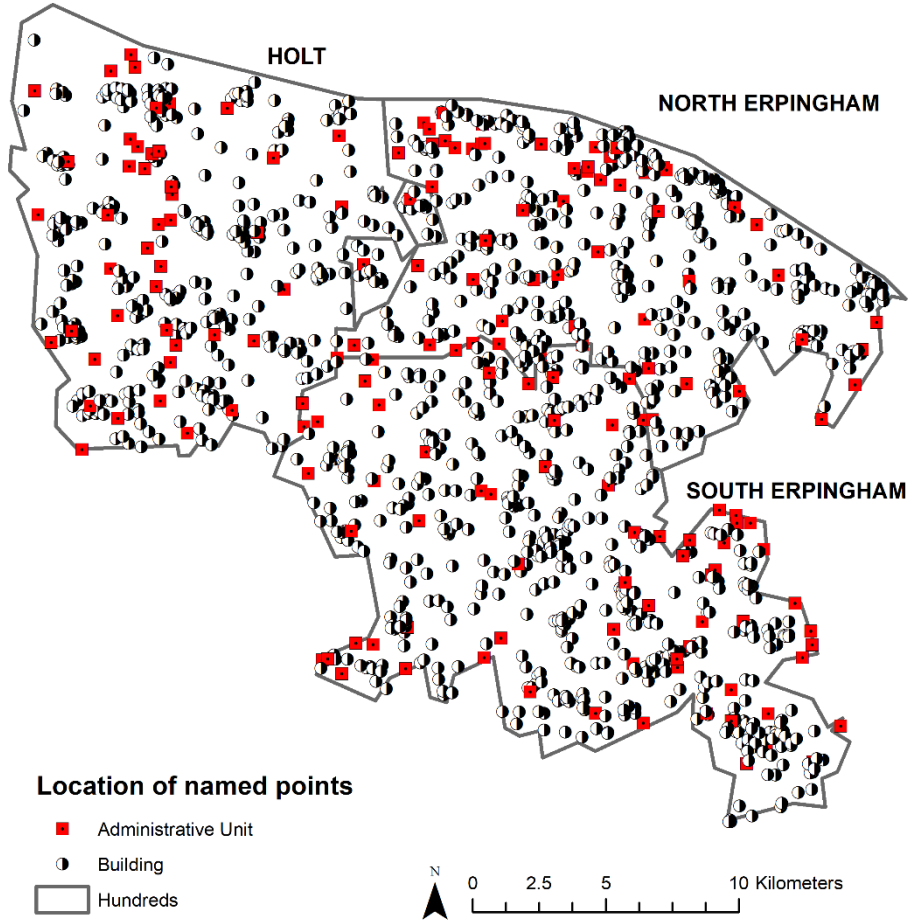 HOLT
NORTH ERPINGHAM
SOUTH ERPINGHAM
Location of named points
Administrative Unit
Building
Hundreds
N
0 2.5 5 10 Kilometers